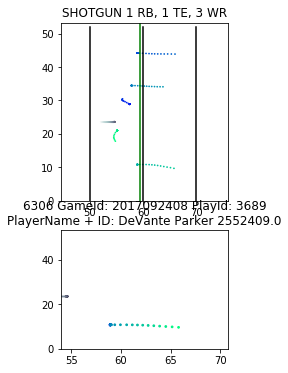 SHOTGUN 1 RB, 1 TE, 3 WR
50
40
30
20
10
0
50 60 70
6306 GameId: 2017092408 PlayId: 3689
PlayerName + ID: DeVante Parker 2552409.0
40
20
0
55 60 65 70